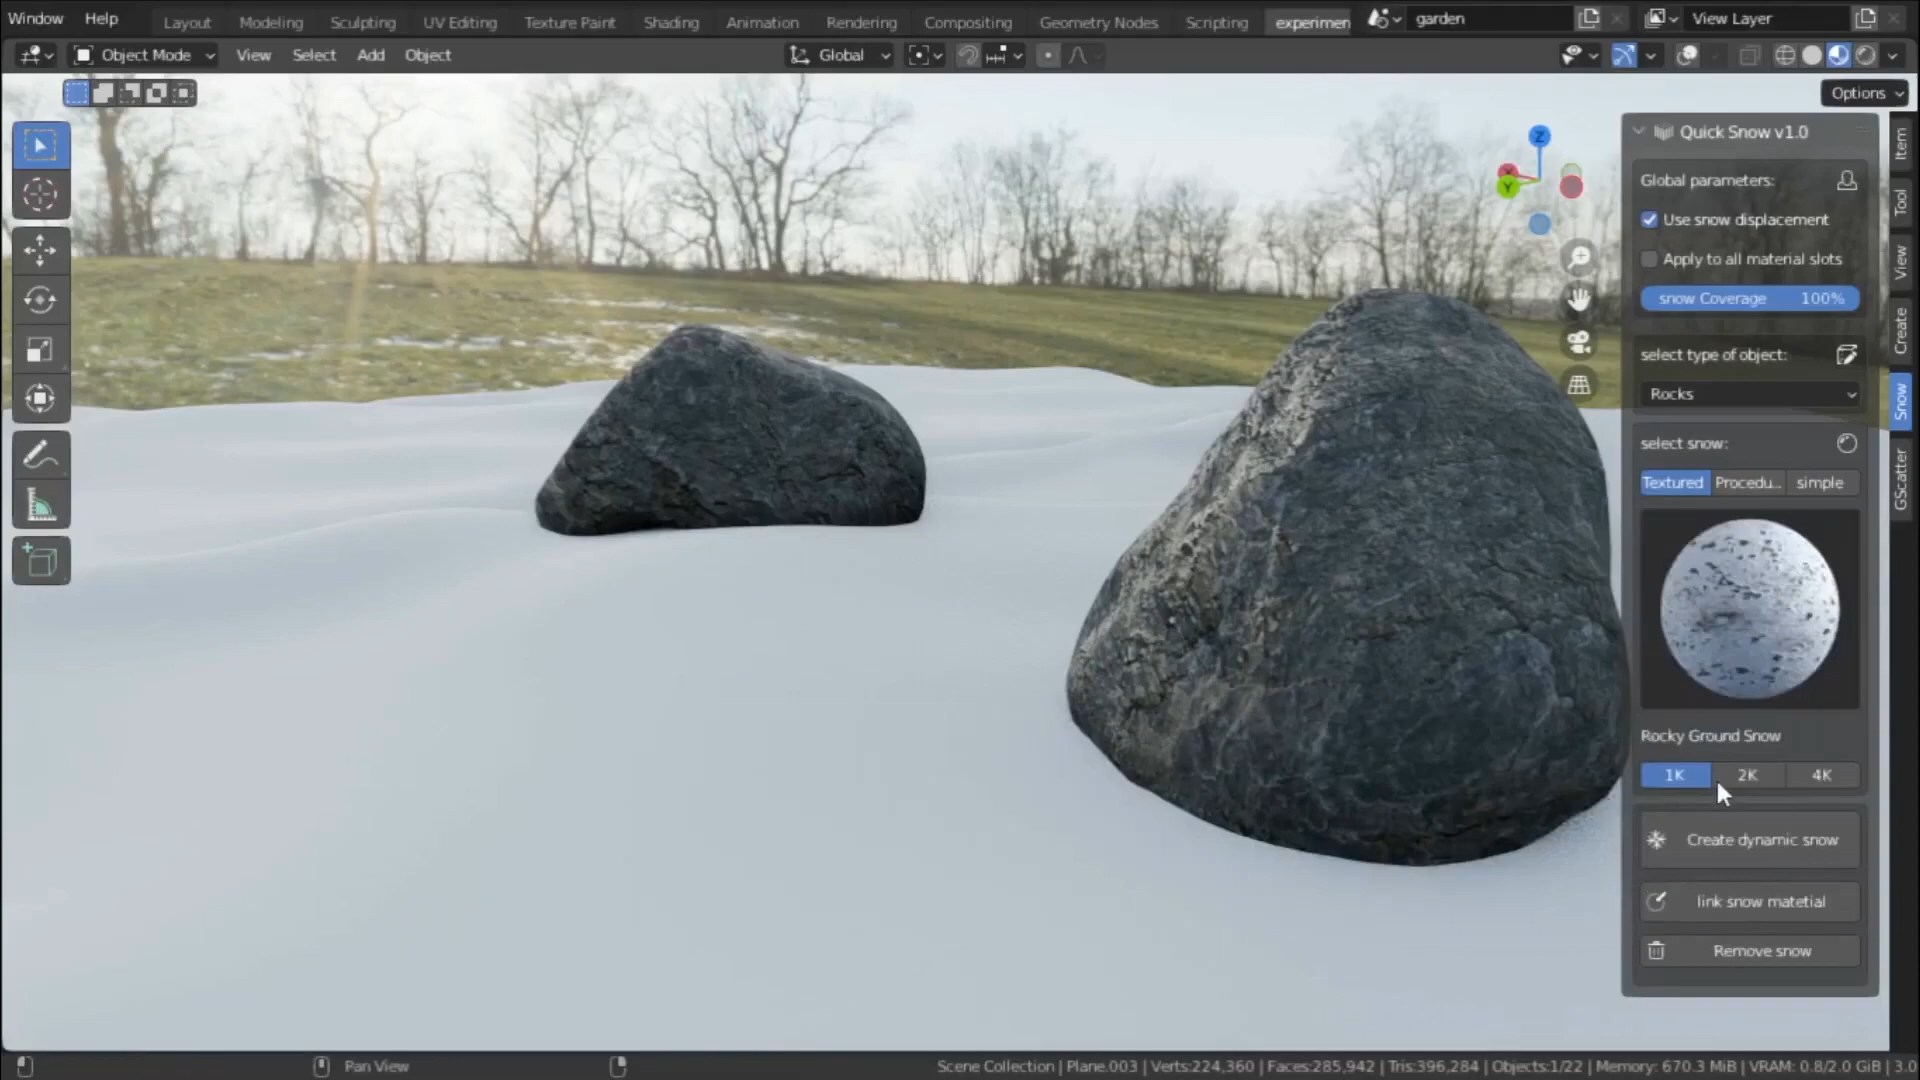 Window Help Layout Modeling Sculpting UV Editing Texture Paint Shading Animation Rendering Compositing Geometry Nodes Scripting experimen garden View Layer
Object Mode View Select Add Object Global
Options
Quick Snow v1.0
Global parameters:
Use snow displacement
Apply to all material slots
snow Coverage 100%
select type of object:
Rocks
select snow:
Textured Procedu... simple
Rocky Ground Snow
1K 2K 4K
Create dynamic snow
link snow matetial
Remove snow
Item
Tool
View
Create
Snow
GScatter
Z
X
Y
Pan View
Scene Collection | Plane.003 | Verts:224,360 | Faces:285,942 | Tris:396,284 | Objects:1/22 | Memory: 670.3 MiB | VRAM: 0.8/2.0 GiB | 3.0